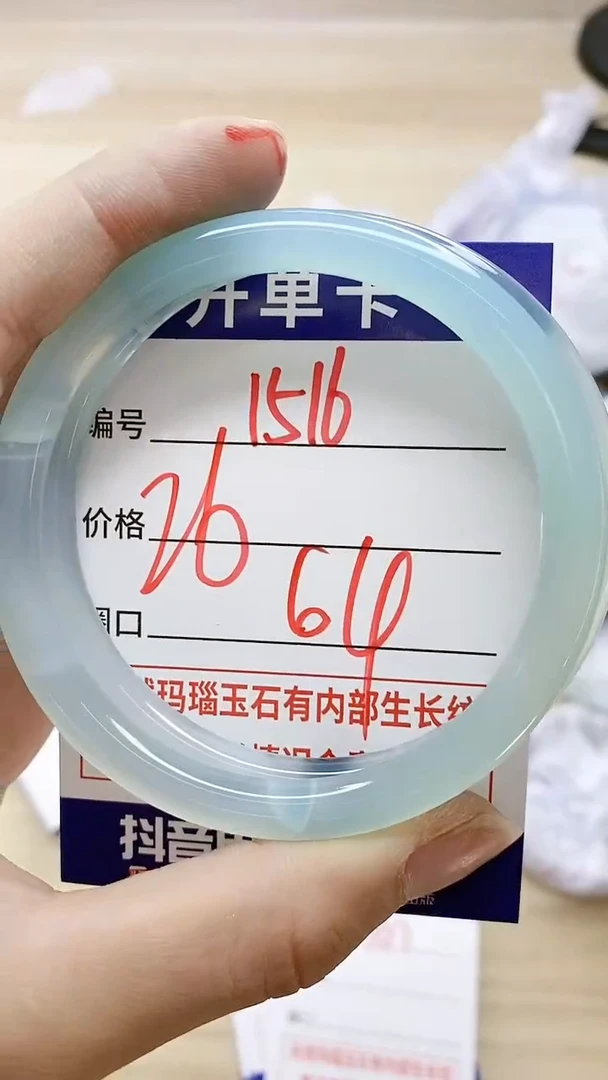 开单卡
编号 1516
价格 26
圈口 64
玛瑙玉石有内部生长纹
抖音